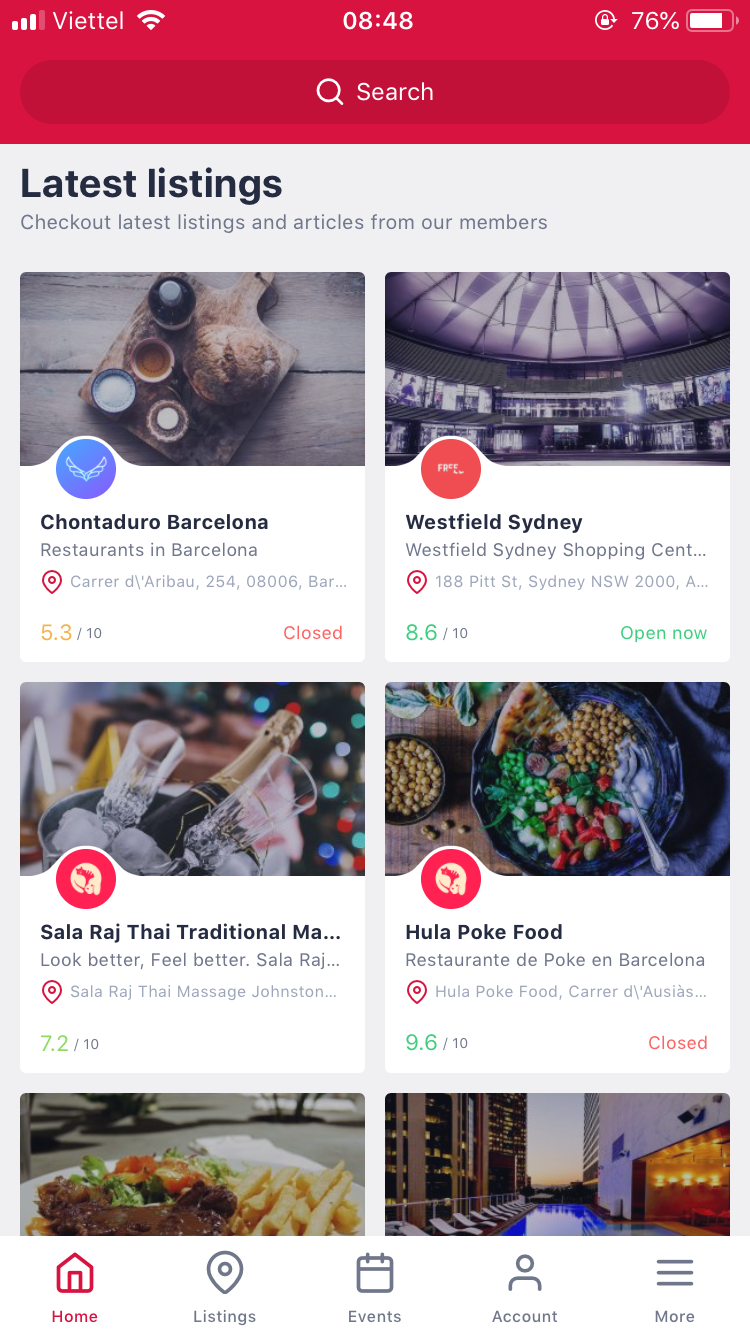 Viettel 08:48 76%
Search
Latest listings
Checkout latest listings and articles from our members
FREE
Chontaduro Barcelona
Restaurants in Barcelona
Carrer d\'Aribau, 254, 08006, Bar...
5.3 / 10 Closed
Westfield Sydney
Westfield Sydney Shopping Cent...
188 Pitt St, Sydney NSW 2000, A...
8.6 / 10 Open now
Sala Raj Thai Traditional Ma...
Look better, Feel better. Sala Raj...
Sala Raj Thai Massage Johnston...
7.2 / 10
Hula Poke Food
Restaurante de Poke en Barcelona
Hula Poke Food, Carrer d\'Ausiàs...
9.6 / 10 Closed
Home Listings Events Account More